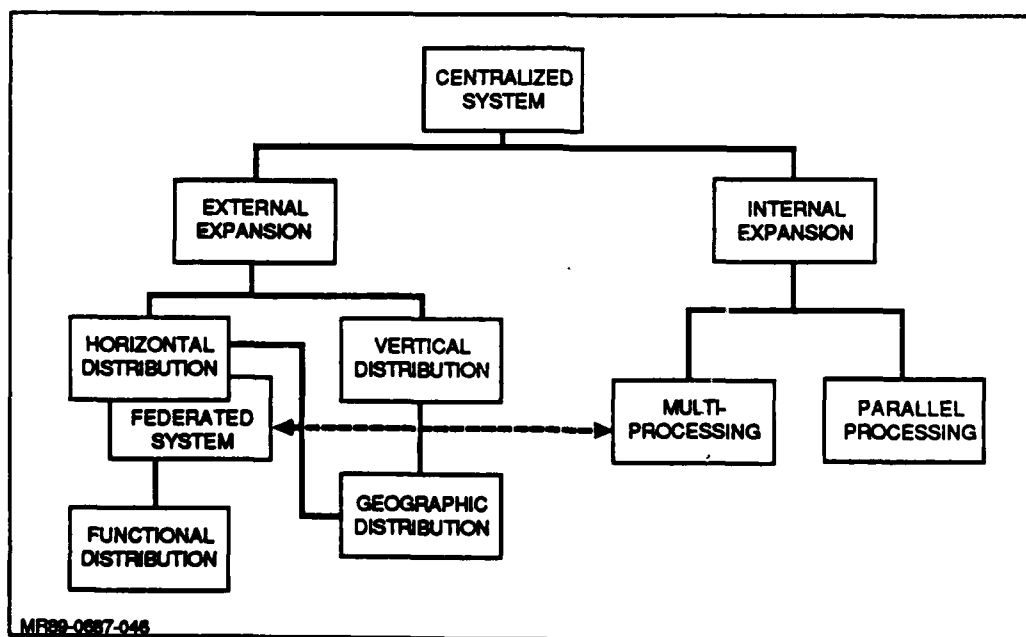 CENTRALIZED
SYSTEM
EXTERNAL
EXPANSION
INTERNAL
EXPANSION
HORIZONTAL
DISTRIBUTION
VERTICAL
DISTRIBUTION
FEDERATED
SYSTEM
MULTI-
PROCESSING
PARALLEL
PROCESSING
FUNCTIONAL
DISTRIBUTION
GEOGRAPHIC
DISTRIBUTION
MR89-0687-046